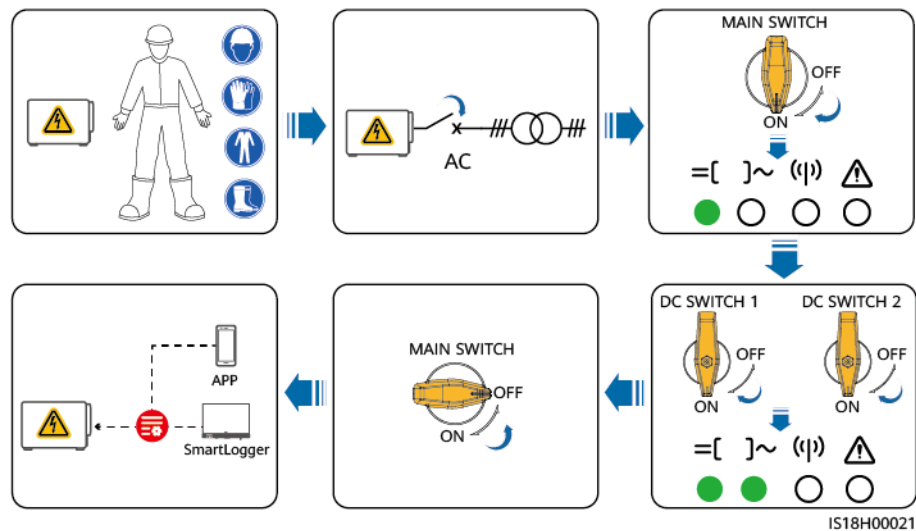 MAIN SWITCH
OFF
ON
AC
DC SWITCH 1
DC SWITCH 2
OFF
OFF
ON
ON
MAIN SWITCH
OFF
ON
APP
SmartLogger
IS18H00021